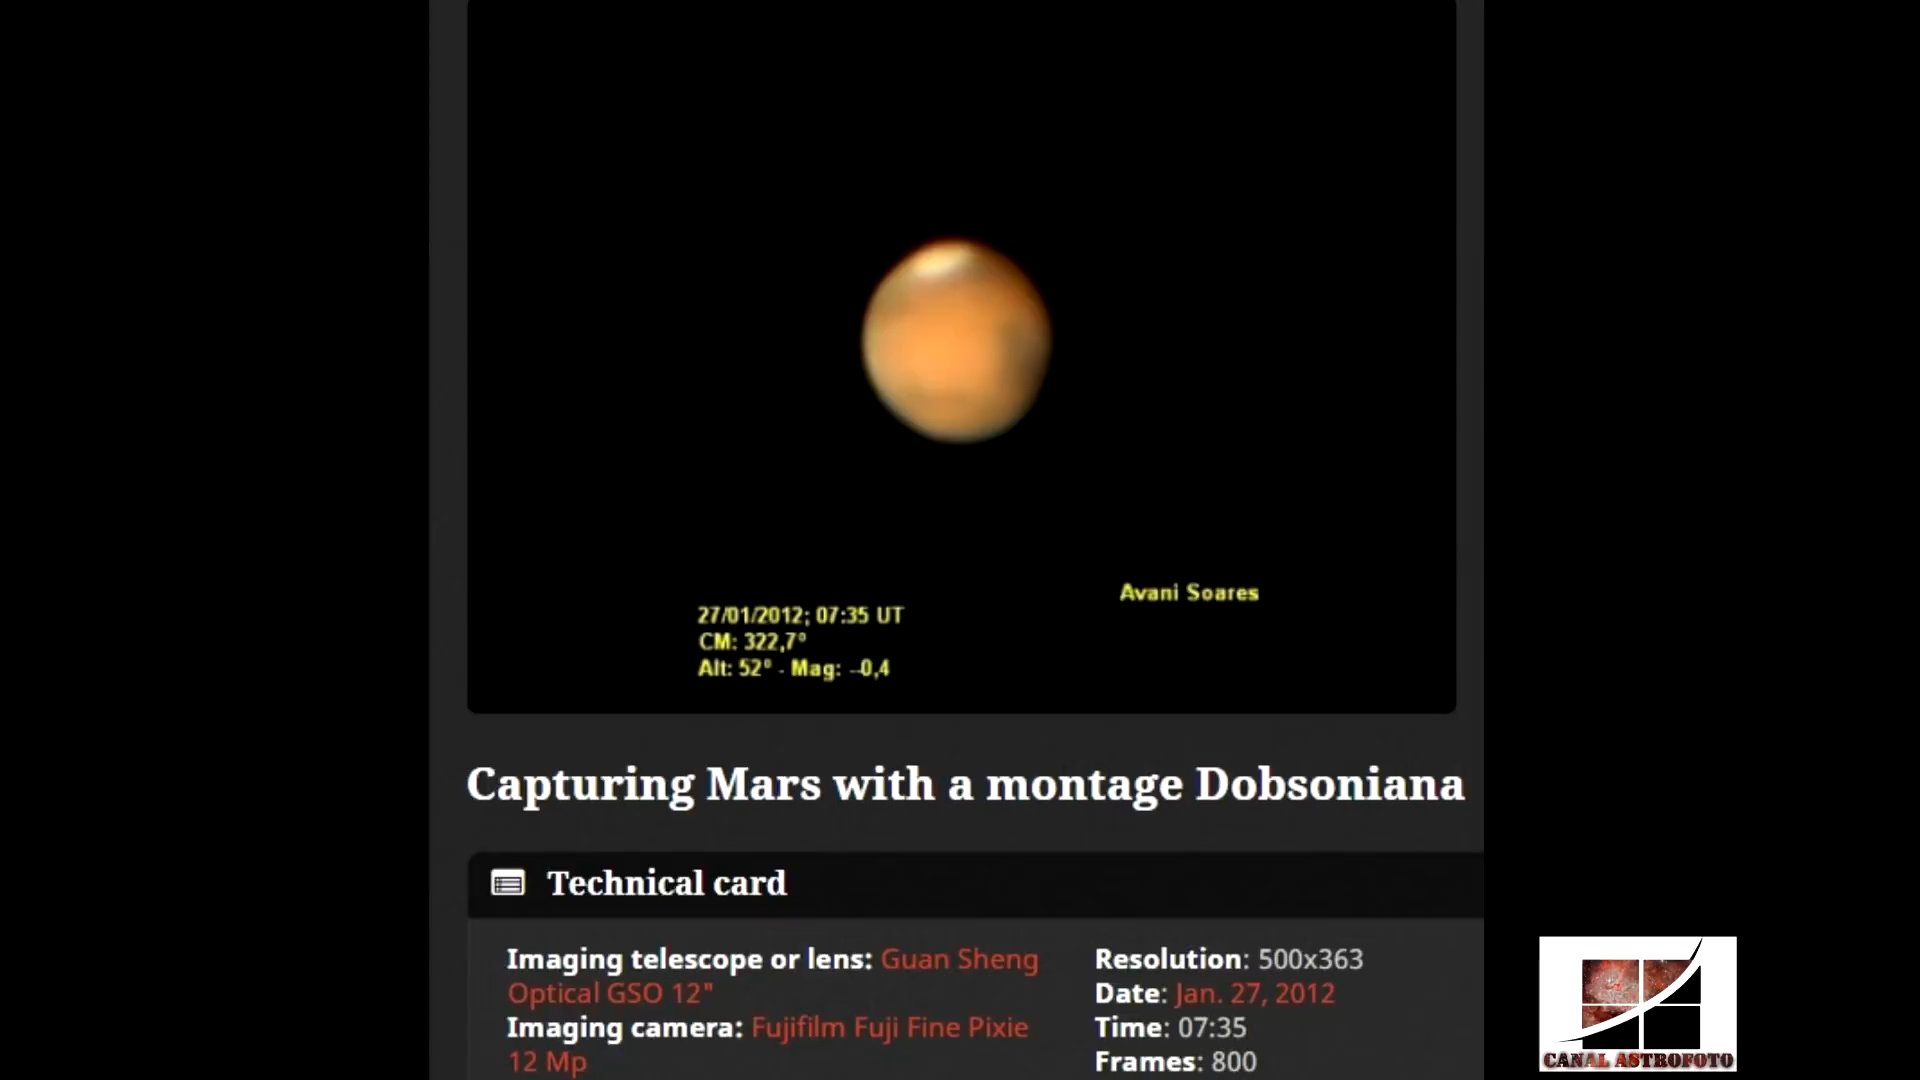 Avani Soares
27/01/2012; 07:35 UT
CM: 322,7º
Alt: 52º - Mag: --0,4
Capturing Mars with a montage Dobsoniana
Technical card
Imaging telescope or lens: Guan Sheng
Optical GSO 12"
Imaging camera: Fujifilm Fuji Fine Pixie
12 Mp
Resolution: 500x363
Date: Jan. 27, 2012
Time: 07:35
Frames: 800
CANAL ASTROFOTO